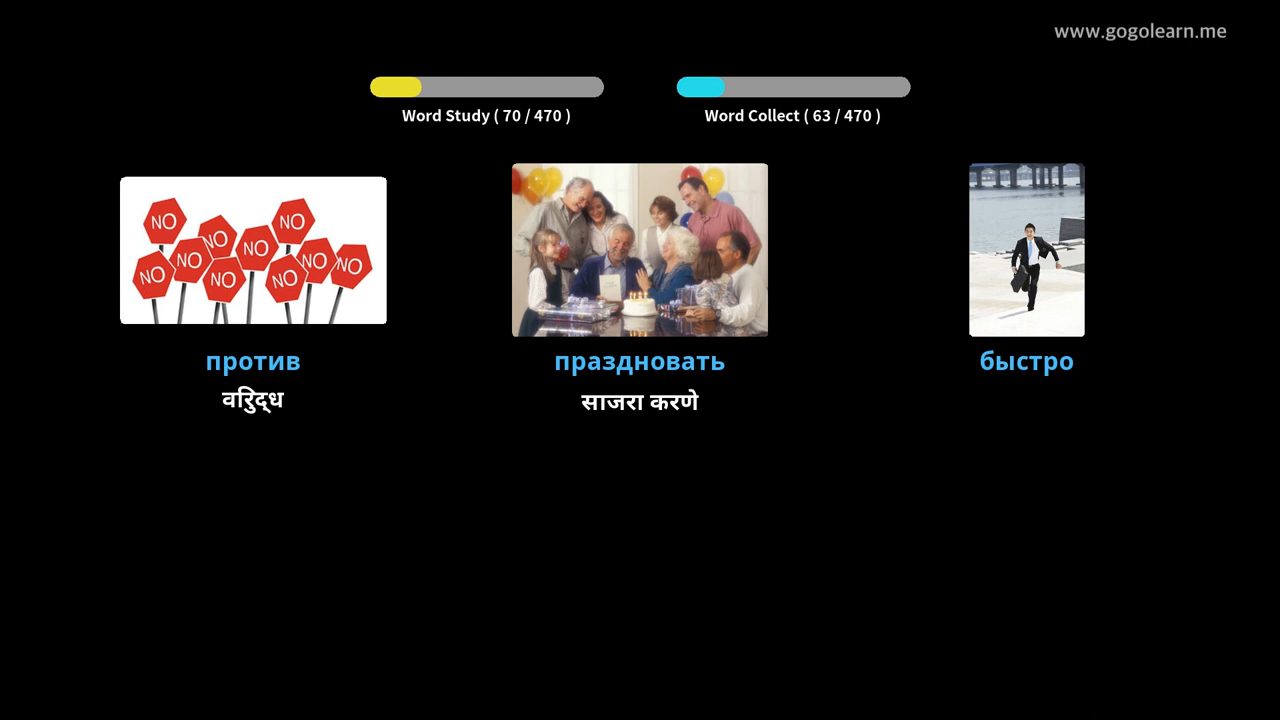 www.gogolearn.me
Word Study ( 70 / 470 )
Word Collect ( 63 / 470 )
NO
NO
NO
NO
NO
NO
NO
NO
NO
против
праздновать
быстро
विरुद्ध
साजरा करणे